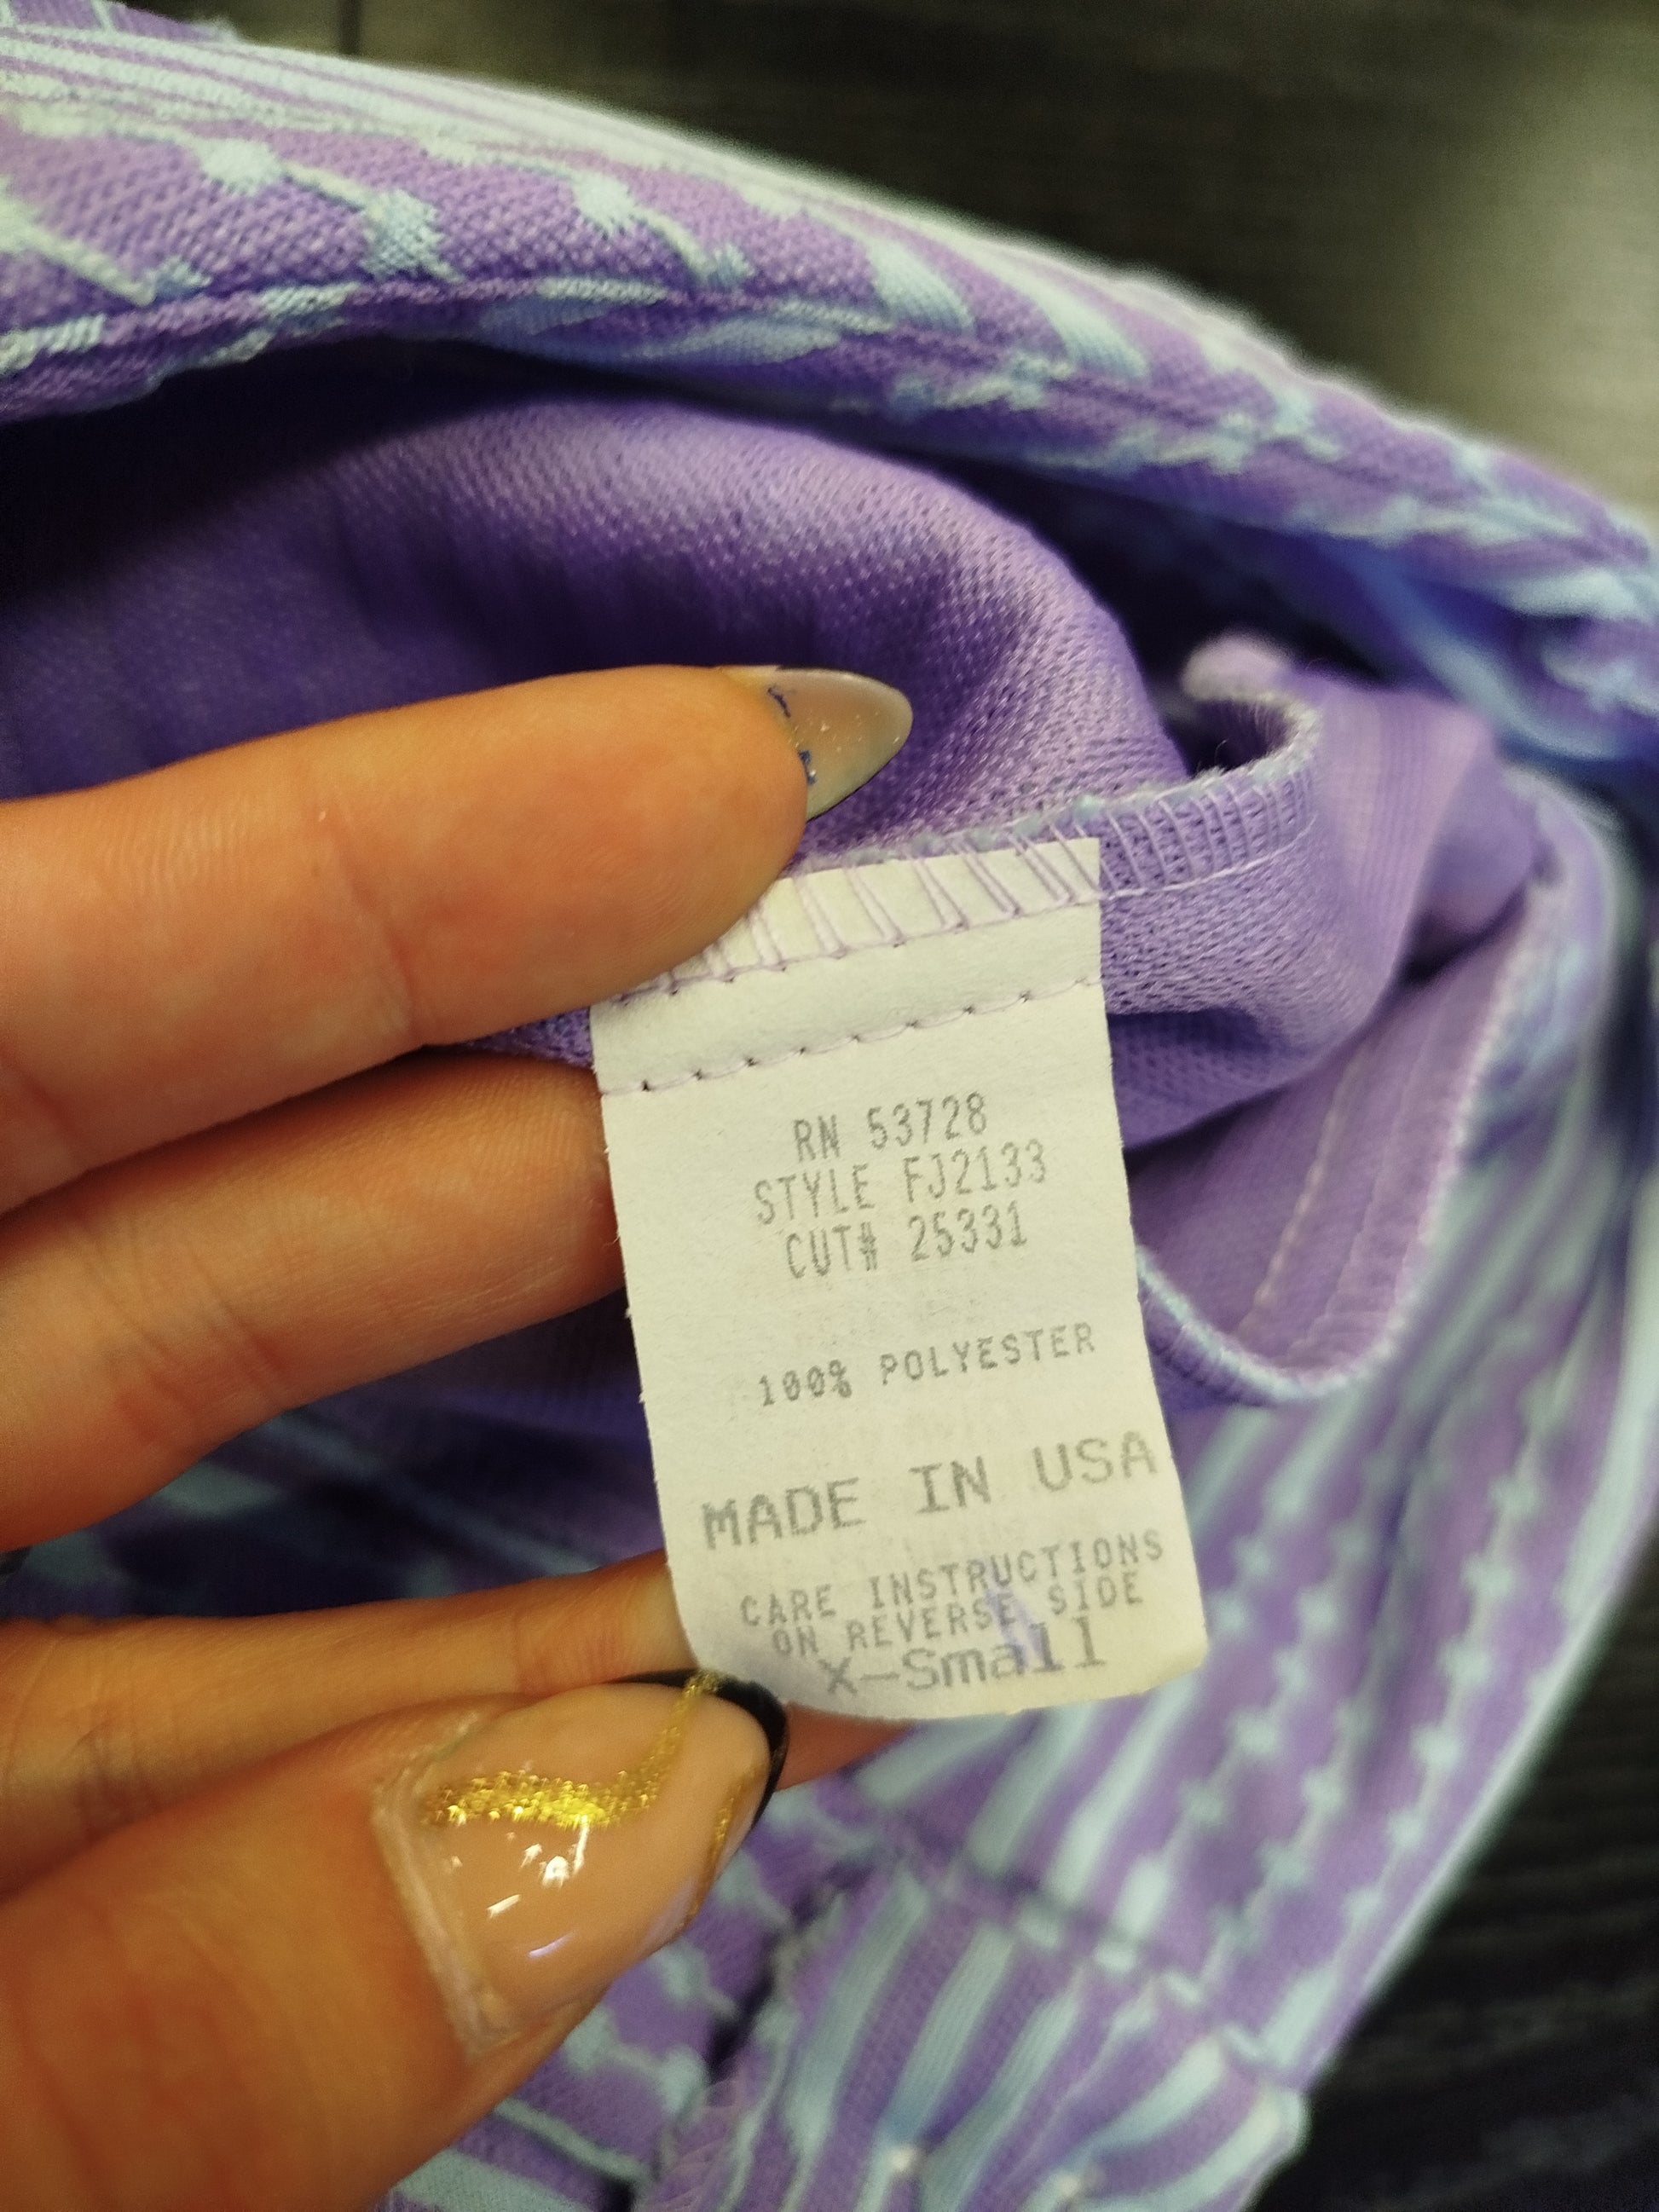 RN 53728
STYLE FJ2133
CUT# 25331
100% POLYESTER
MADE IN USA
CARE INSTRUCTIONS
ON REVERSE SIDE
X-Small